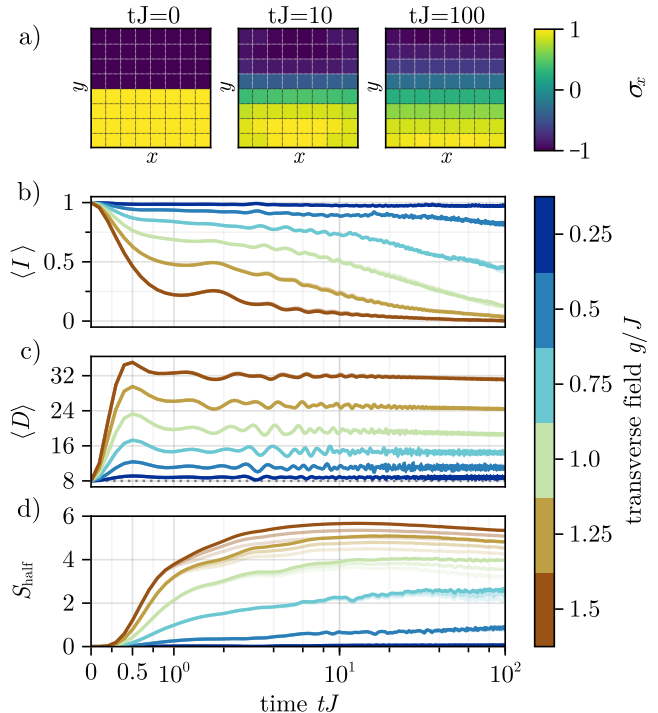 a)
tJ=0 tJ=10 tJ=100
y y y
x x x
1
0
−1
σx
b)
1
0.5
0
⟨I⟩
c)
32
24
16
8
⟨D⟩
d)
6
4
2
0
S_half
0 0.5 10^0 10^1 10^2
time tJ
0.25
0.5
0.75
1.0
1.25
1.5
transverse field g/J